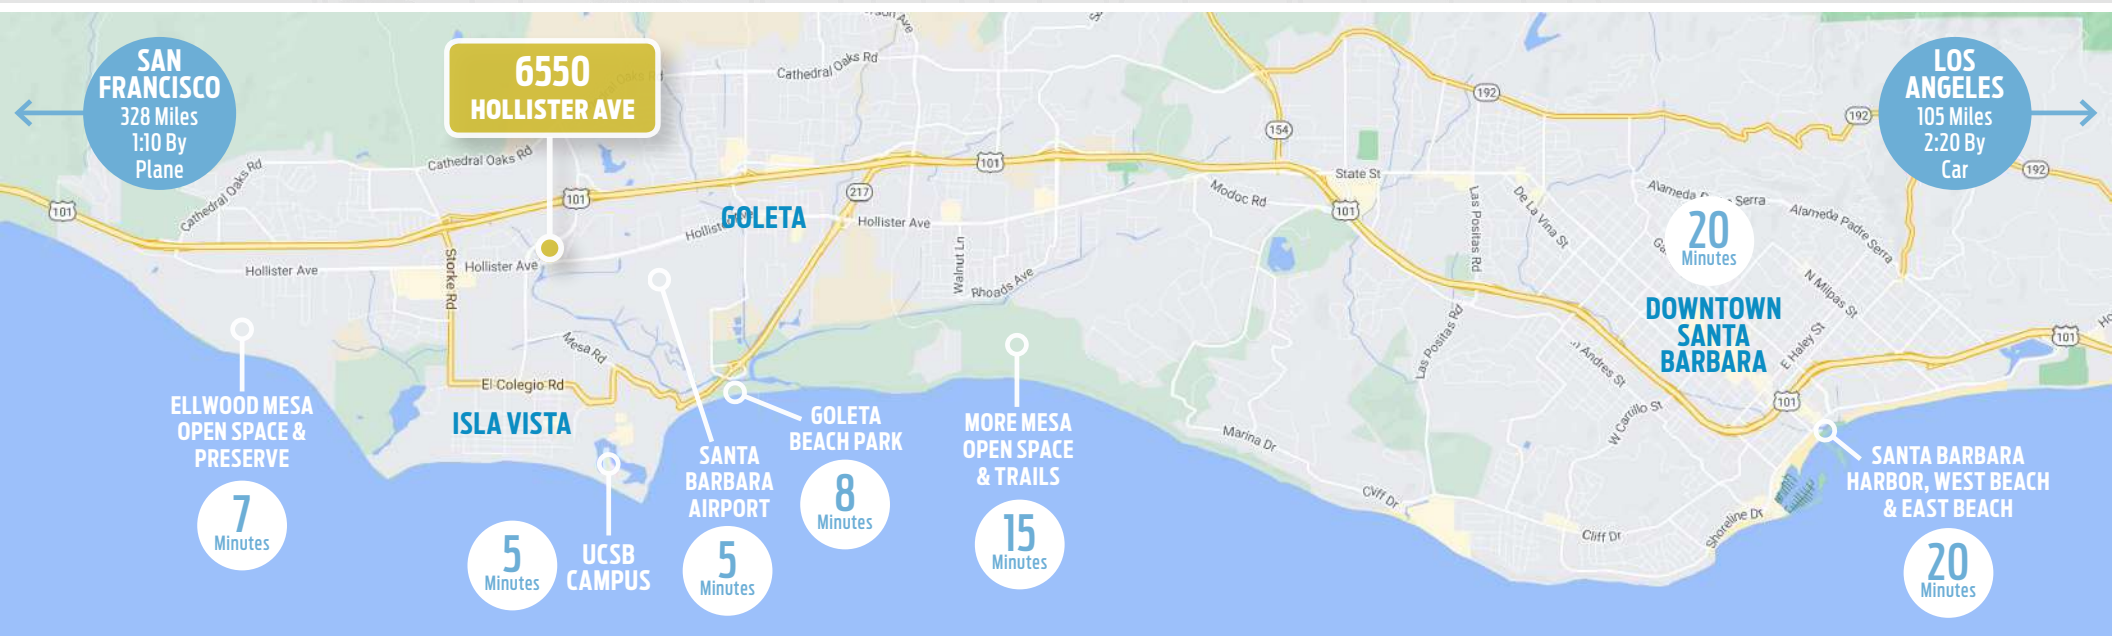 SAN
FRANCISCO
328 Miles
1:10 By
Plane
6550
HOLLISTER AVE
LOS
ANGELES
105 Miles
2:20 By
Car
Cathedral Oaks Rd
Cathedral Oaks Rd
Cathedral Oaks Rd
101
101
101
101
101
101
154
192
192
192
217
State St
Modoc Rd
Las Positas Rd
De La Vina St
Alameda
Serra
Alameda Padre Serra
N Milpas St
E Haley St
GOLETA
Hollister Ave
Hollister Ave
Hollister Ave
Storke Rd
Walnut Ln
Rhoads Ave
Mesa Rd
El Colegio Rd
Las Positas Rd
Andres St
W Carrillo St
Marina Dr
Cliff Dr
Cliff Dr
Shoreline Dr
20
Minutes
DOWNTOWN
SANTA
BARBARA
ISLA VISTA
ELLWOOD MESA
OPEN SPACE &
PRESERVE
7
Minutes
5
Minutes
UCSB
CAMPUS
SANTA
BARBARA
AIRPORT
5
Minutes
GOLETA
BEACH PARK
8
Minutes
MORE MESA
OPEN SPACE
& TRAILS
15
Minutes
SANTA BARBARA
HARBOR, WEST BEACH
& EAST BEACH
20
Minutes